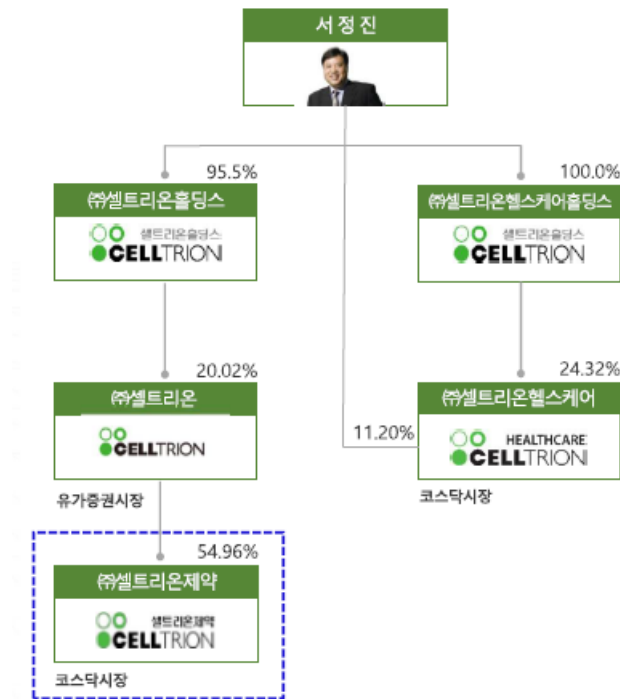 서정진
95.5%
100.0%
㈜셀트리온홀딩스
㈜셀트리온헬스케어홀딩스
셀트리온홀딩스
CELLTRION
셀트리온홀딩스
CELLTRION
20.02%
24.32%
㈜셀트리온
㈜셀트리온헬스케어
CELLTRION
11.20%
HEALTHCARE
CELLTRION
유가증권시장
코스닥시장
54.96%
㈜셀트리온제약
셀트리온제약
CELLTRION
코스닥시장